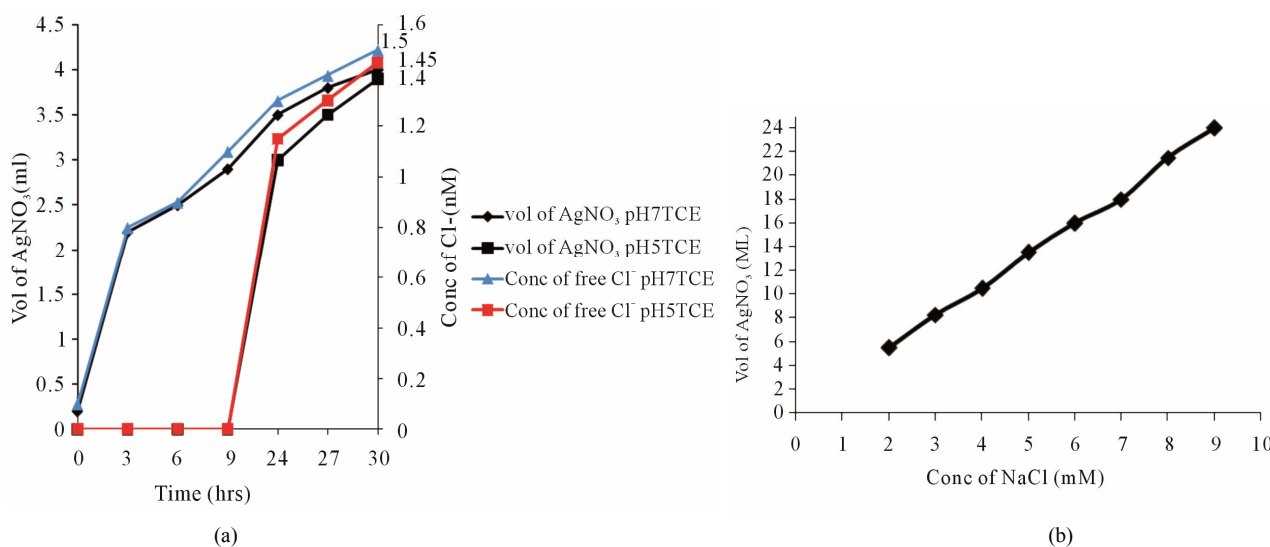 4.5
4
3.5
3
2.5
2
1.5
1
0.5
0
Vol of AgNO₃(ml)
1.6
1.5
1.45
1.4
1.2
1
0.8
0.6
0.4
0.2
0
Conc of Cl-(nM)
0 3 6 9 24 27 30
Time (hrs)
vol of AgNO₃ pH7TCE
vol of AgNO₃ pH5TCE
Conc of free Cl⁻ pH7TCE
Conc of free Cl⁻ pH5TCE
(a)
24
22
20
18
16
14
12
10
8
6
4
2
0
Vol of AgNO₃ (ML)
0 1 2 3 4 5 6 7 8 9 10
Conc of NaCl (mM)
(b)